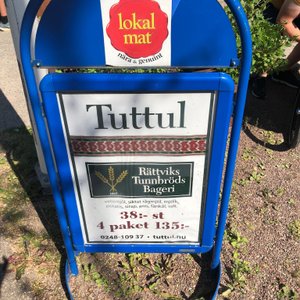 lokal
mat
nära & genuint
Tuttul
Rättviks
Tunnbröds
Bageri
38:- st
4 paket 135:-
0248-109 37 • tuttul.nu